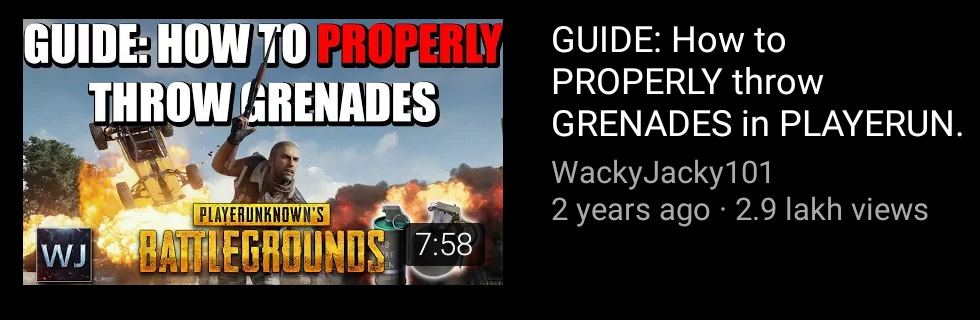 GUIDE: HOW TO PROPERLY
THROW GRENADES
PLAYERUNKNOWN'S
BATTLEGROUNDS
WJ
7:58
GUIDE: How to
PROPERLY throw
GRENADES in PLAYERUN.
WackyJacky101
2 years ago · 2.9 lakh views